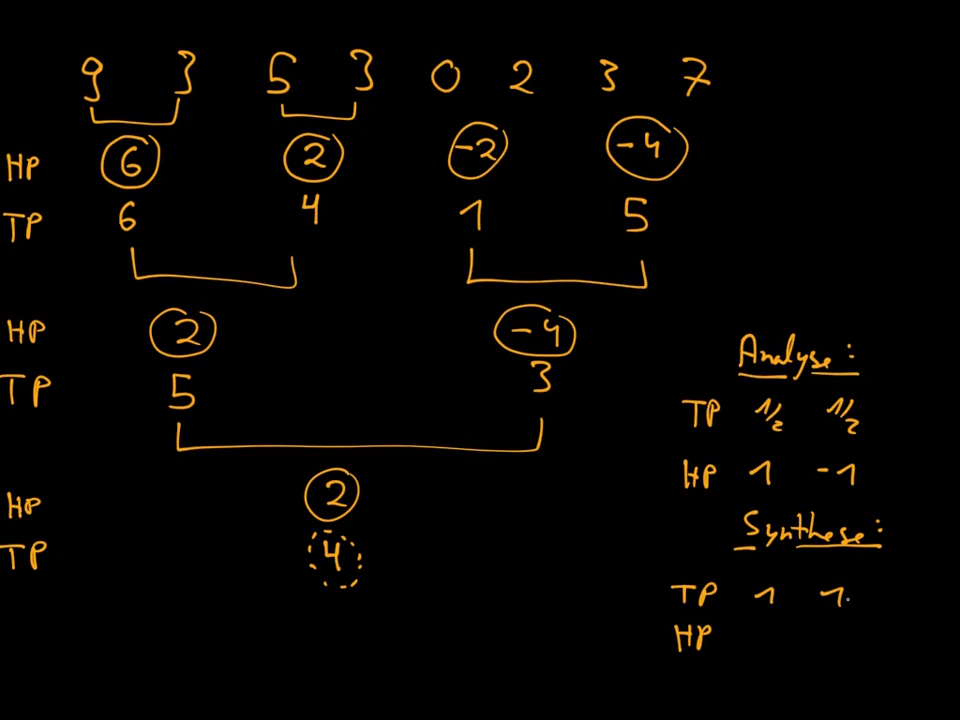 9 3 5 3 0 2 3 7
HP 6 2 -2 -4
TP 6 4 1 5
HP 2 -4
TP 5 3
Analyse:
TP 1/2 1/2
HP 1 -1
HP 2
TP 4
Synthese:
TP 1 1
HP